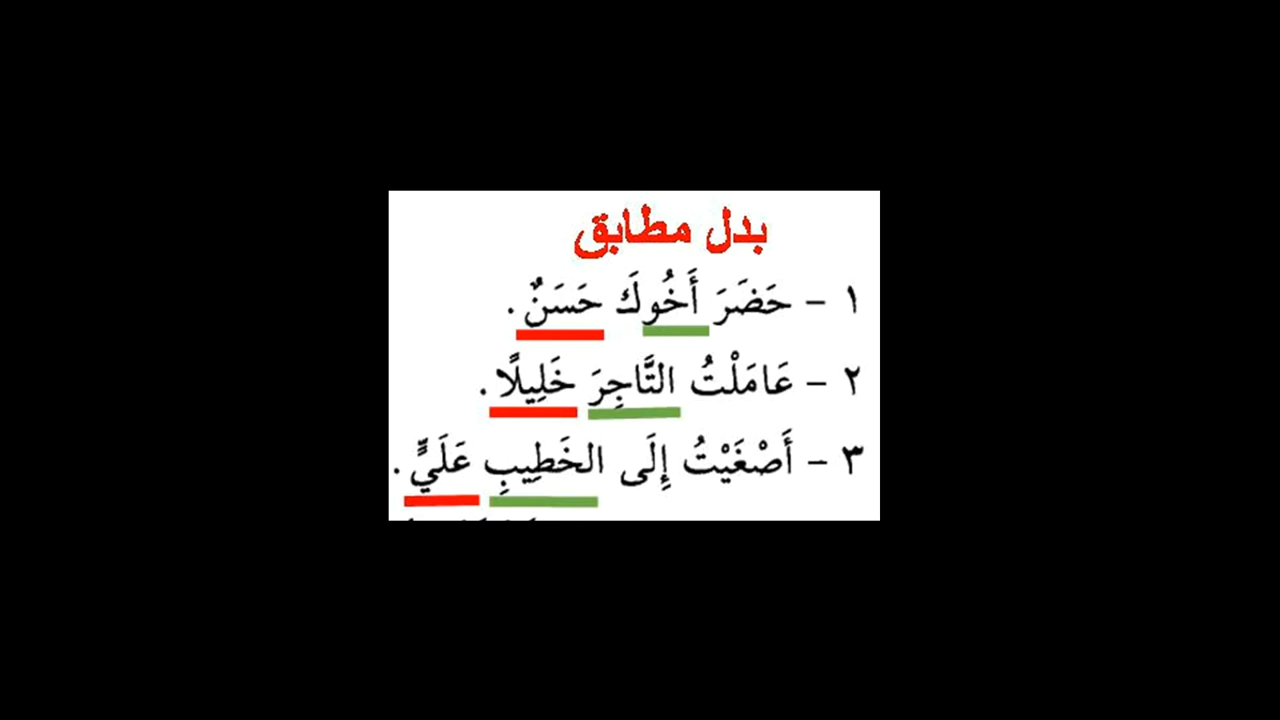 بدل مطابق
١ – حَضَرَ أَخُوكَ حَسَنٌ .
٢ – عَامَلْتُ التَّاجِرَ خَلِيلًا .
٣ – أَصْغَيْتُ إِلَى الخَطِيبِ عَلَيٍّ .